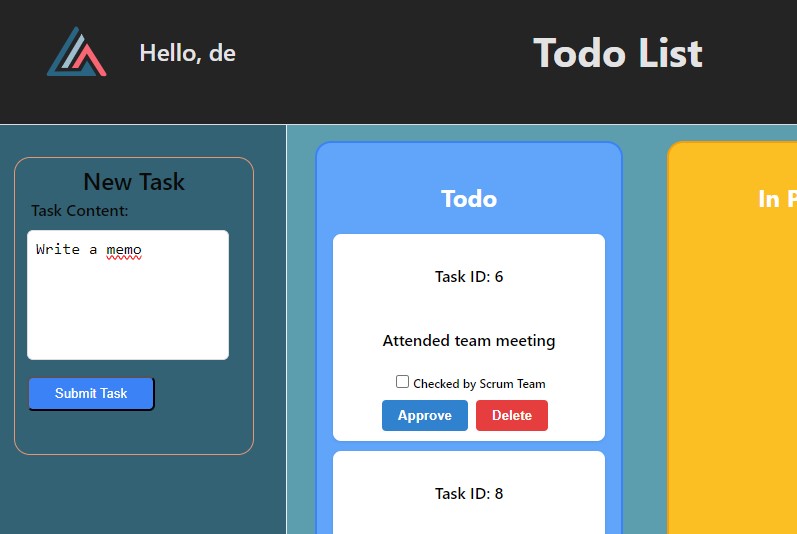 Hello, de
Todo List
New Task
Task Content:
Write a memo
Submit Task
Todo
Task ID: 6
Attended team meeting
Checked by Scrum Team
Approve
Delete
Task ID: 8
In